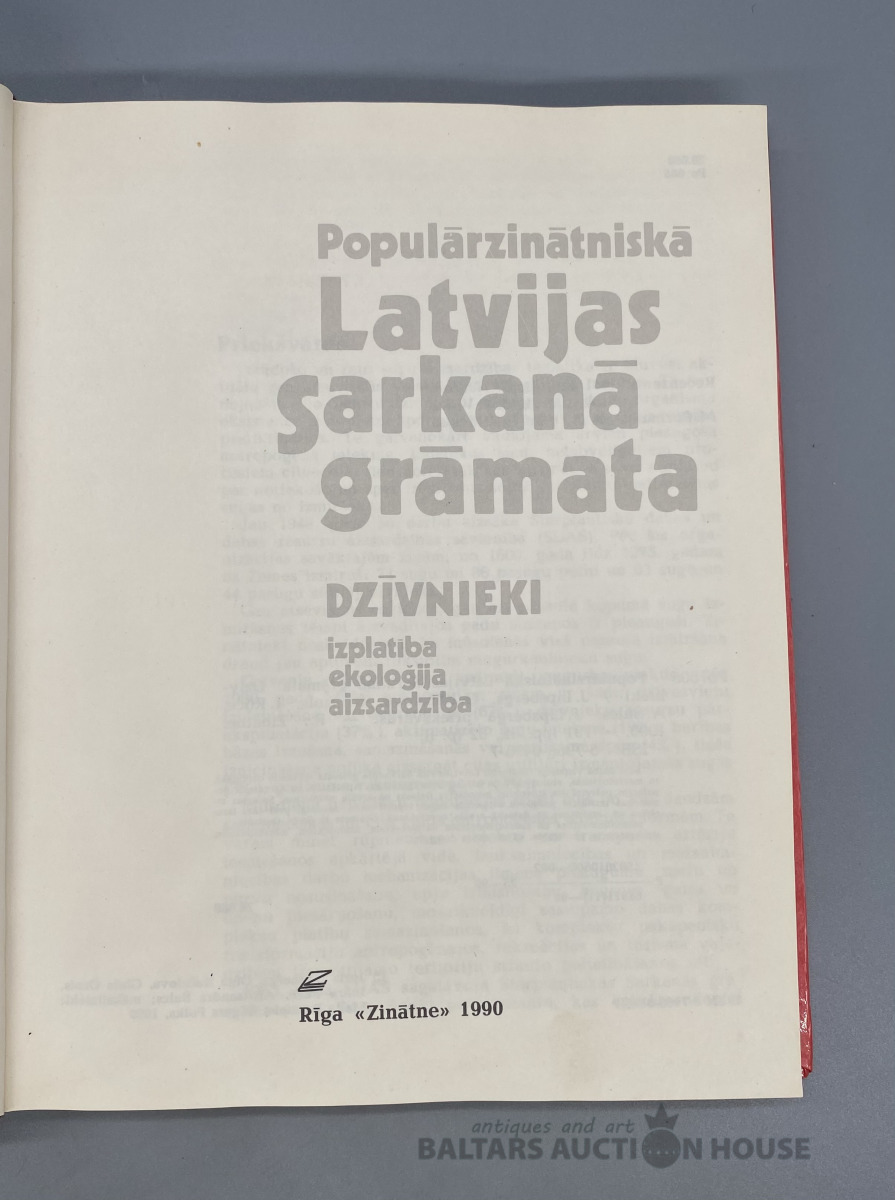 Populārzinātniskā
Latvijas
sarkanā
grāmata
DZĪVNIEKI
izplatība
ekoloģija
aizsardzība
Rīga «Zinātne» 1990
antiques and art
BALTARS AUCTION HOUSE